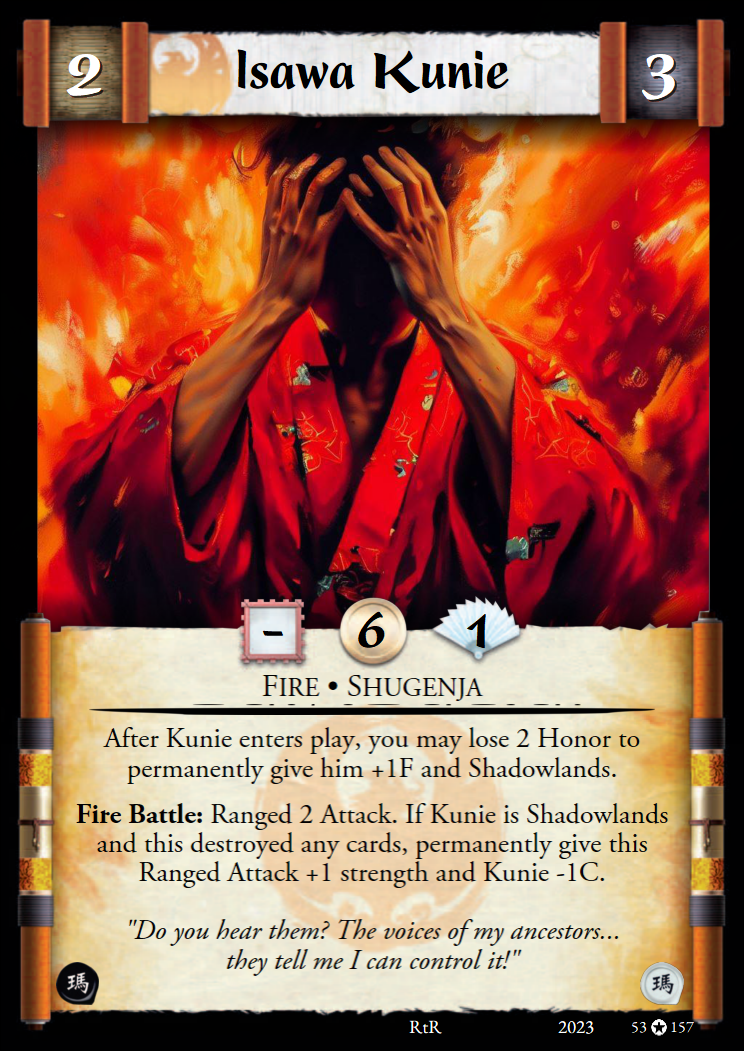 2 Isawa Kunie 3
- 6 1
FIRE • SHUGENJA
After Kunie enters play, you may lose 2 Honor to
permanently give him +1F and Shadowlands.
Fire Battle: Ranged 2 Attack. If Kunie is Shadowlands
and this destroyed any cards, permanently give this
Ranged Attack +1 strength and Kunie -1C.
"Do you hear them? The voices of my ancestors...
they tell me I can control it!"
瑪 瑪
RtR 2023 53 ✪ 157